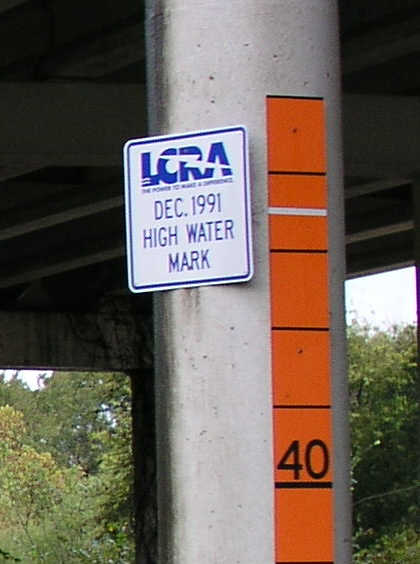 LCRA
THE POWER TO MAKE A DIFFERENCE.
DEC. 1991
HIGH WATER
MARK
40